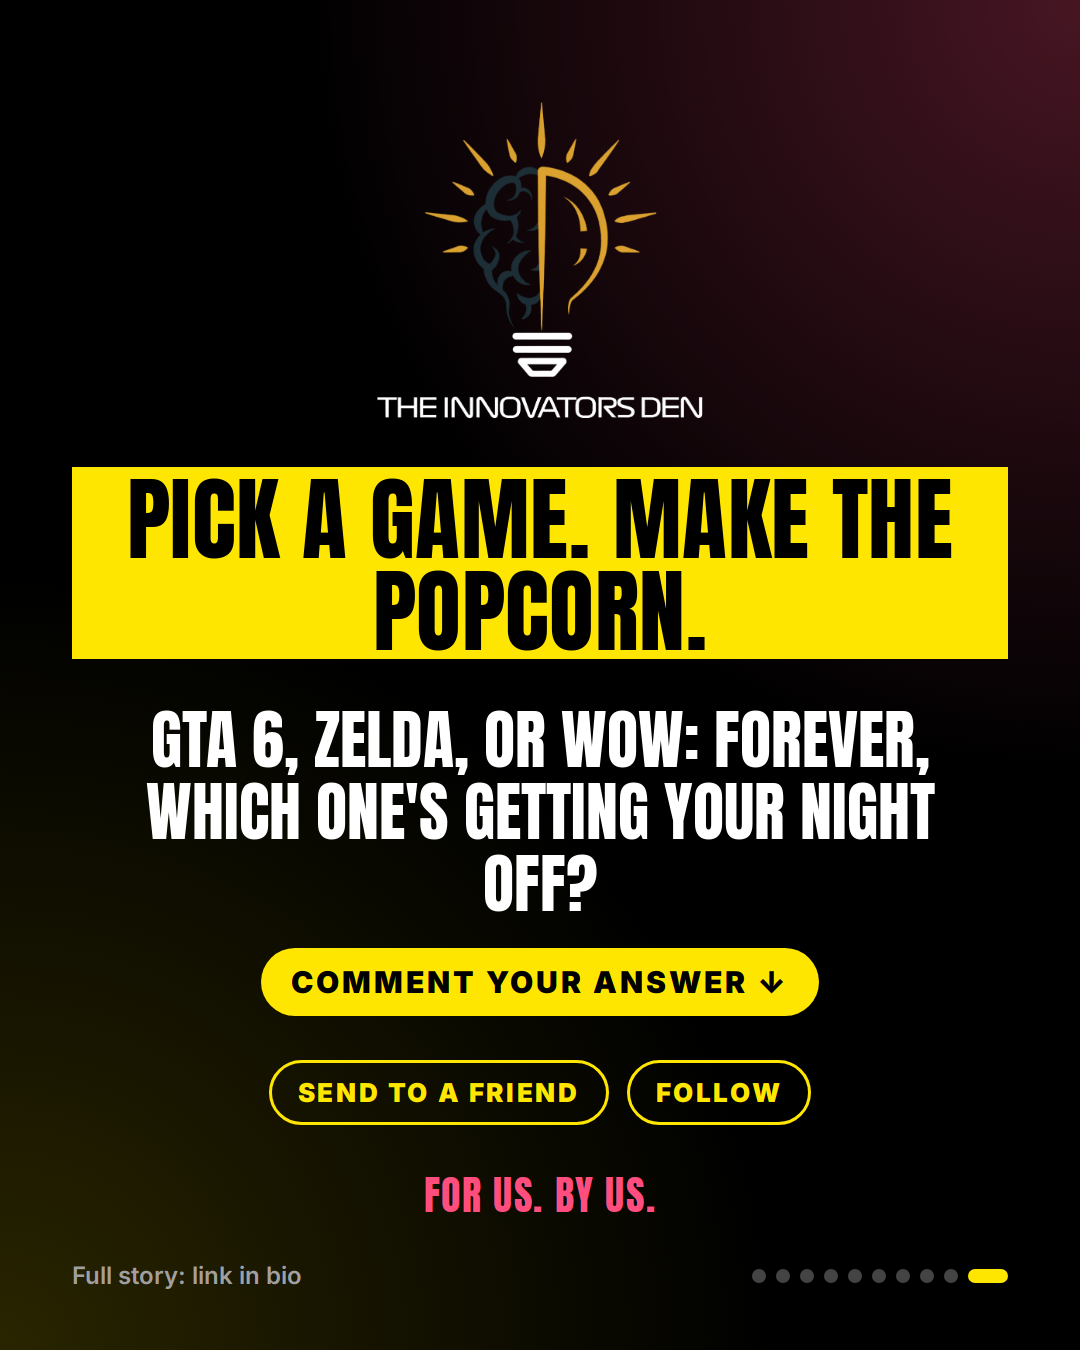 THE INNOVATORS DEN
PICK A GAME. MAKE THE
POPCORN.
GTA 6, ZELDA, OR WOW: FOREVER,
WHICH ONE'S GETTING YOUR NIGHT
OFF?
COMMENT YOUR ANSWER ↓
SEND TO A FRIEND
FOLLOW
FOR US. BY US.
Full story: link in bio